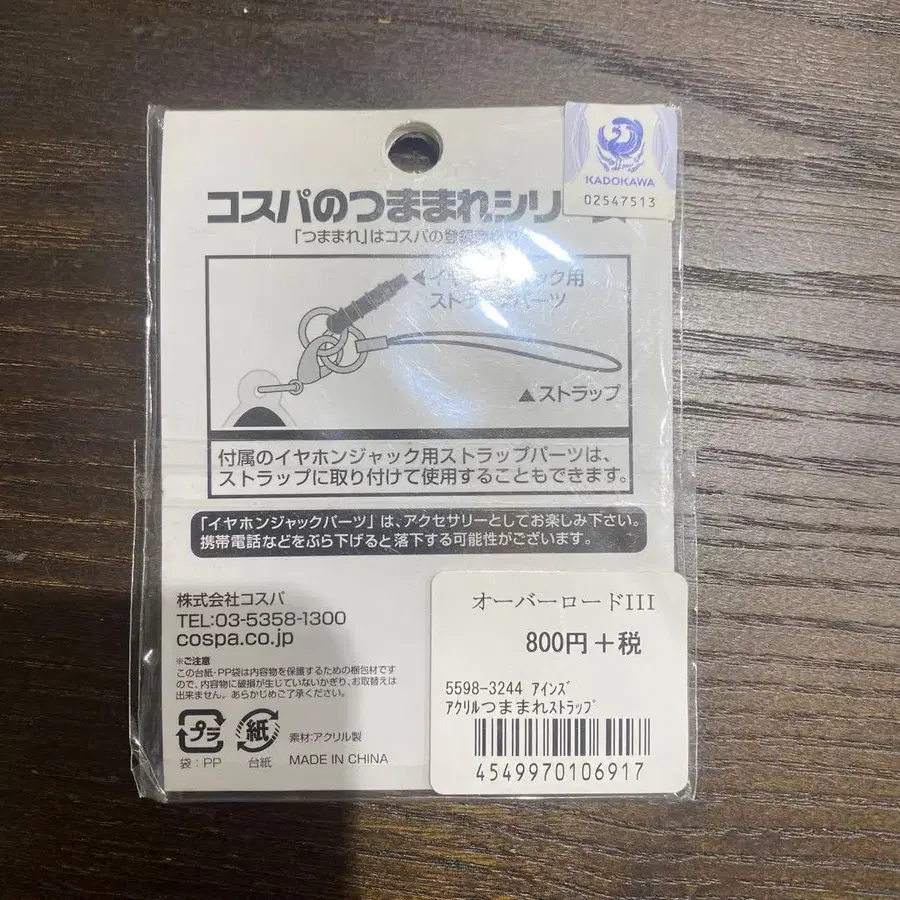 KADOKAWA
02547513
コスパのつままれシリーズ
「つままれ」はコスパの登録商標で
◀イヤホンジャック用
ストラップパーツ
▲ストラップ
付属のイヤホンジャック用ストラップパーツは、
ストラップに取り付けて使用することもできます。
「イヤホンジャックパーツ」は、アクセサリーとしてお楽しみ下さい。
携帯電話などをぶら下げると落下する可能性がございます。
株式会社コスパ
TEL:03-5358-1300
cospa.co.jp
※ご注意
この台紙・PP袋は内容物を保護するための梱包材ですので
ので、内容物に破損が生じていないかぎり、お取替えは
出来ません。あらかじめご了承ください。
プラ
紙
袋：PP
台紙
素材:アクリル製
MADE IN CHINA
オーバーロードIII
800円+税
5598-3244 ｱｲﾝｽﾞ
ｱｸﾘﾙつままれｽﾄﾗｯﾌﾟ
4549970106917